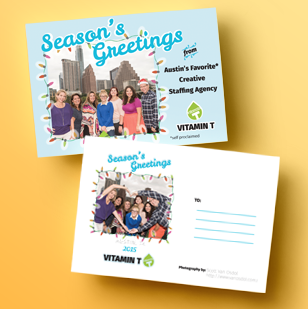 Season's
Greetings
from
Austin's Favorite*
Creative
Staffing Agency
VITAMIN T
*self proclaimed
Season's
Greetings
2015
VITAMIN T
TO:
Photography by: